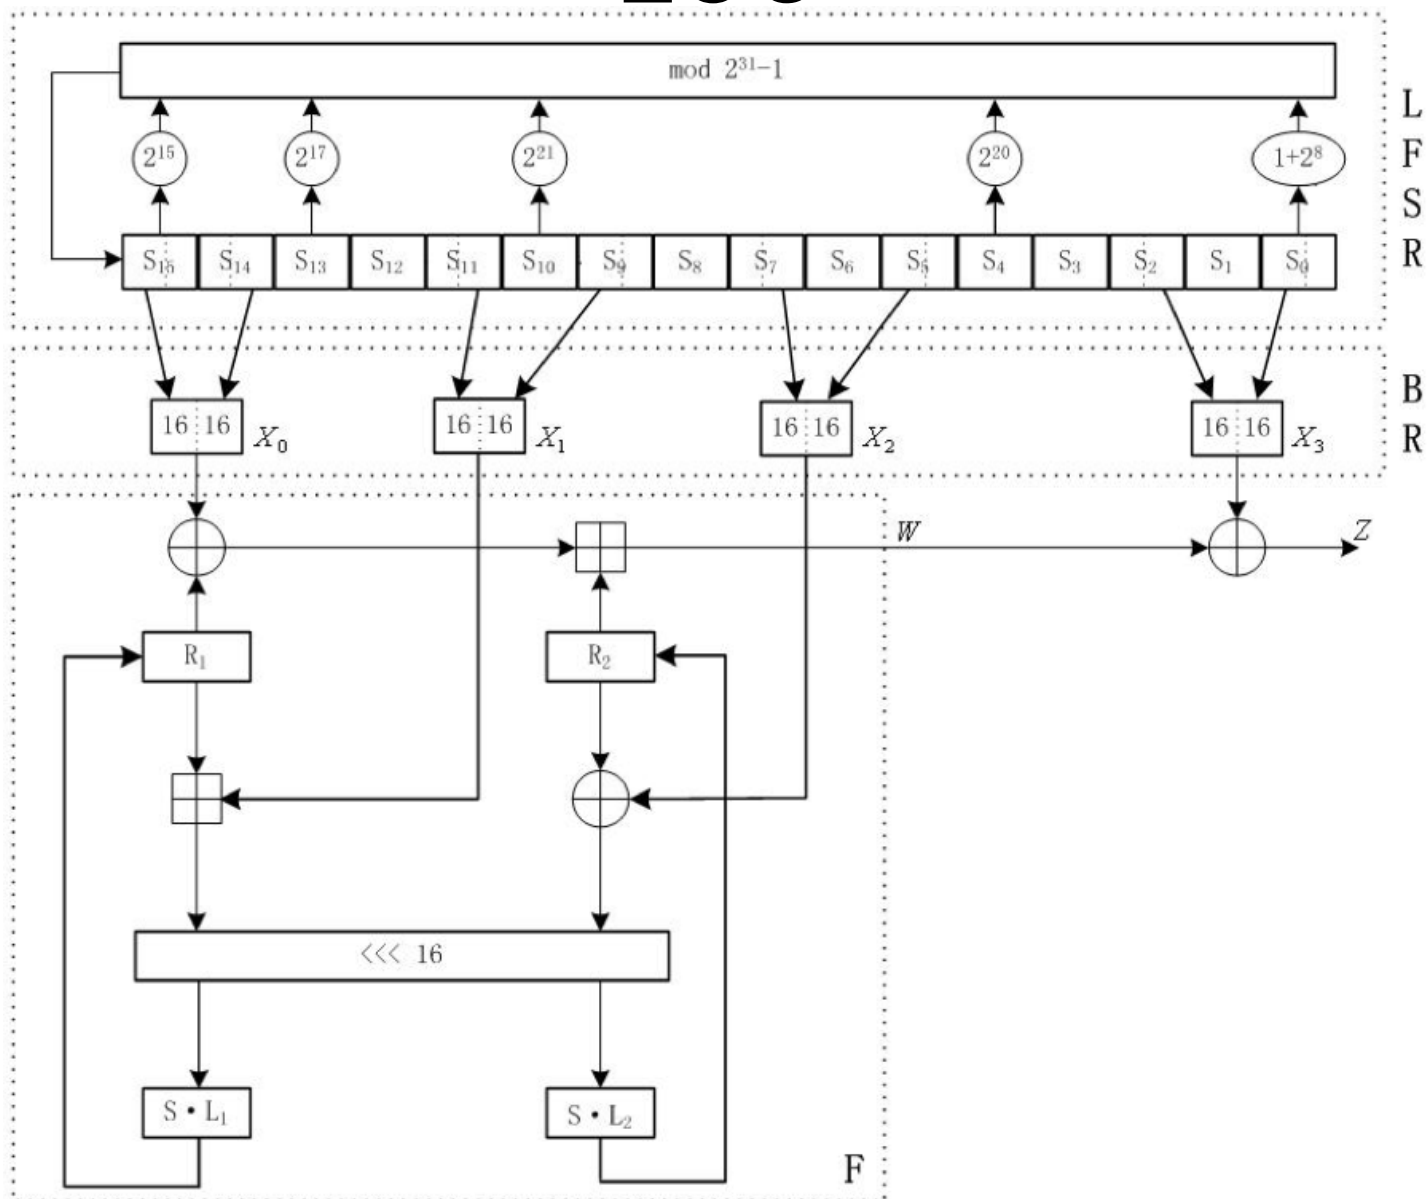 mod 2³¹−1
2¹⁵ 2¹⁷ 2²¹ 2²⁰ 1+2⁸
S₁₅ S₁₄ S₁₃ S₁₂ S₁₁ S₁₀ S₉ S₈ S₇ S₆ S₅ S₄ S₃ S₂ S₁ S₀
L
F
S
R
16 16 X₀ 16 16 X₁ 16 16 X₂ 16 16 X₃
B
R
W Z
R₁ R₂
<<< 16
S•L₁ S•L₂
F